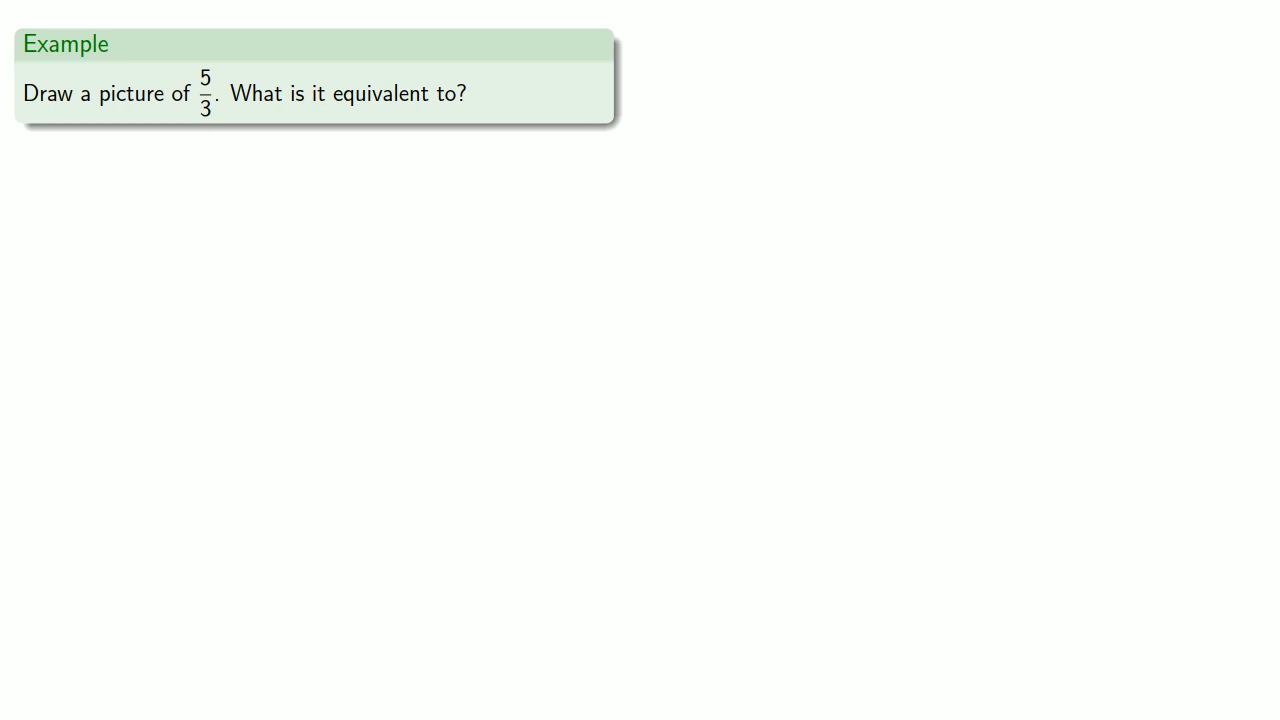 Example
Draw a picture of 5/3. What is it equivalent to?